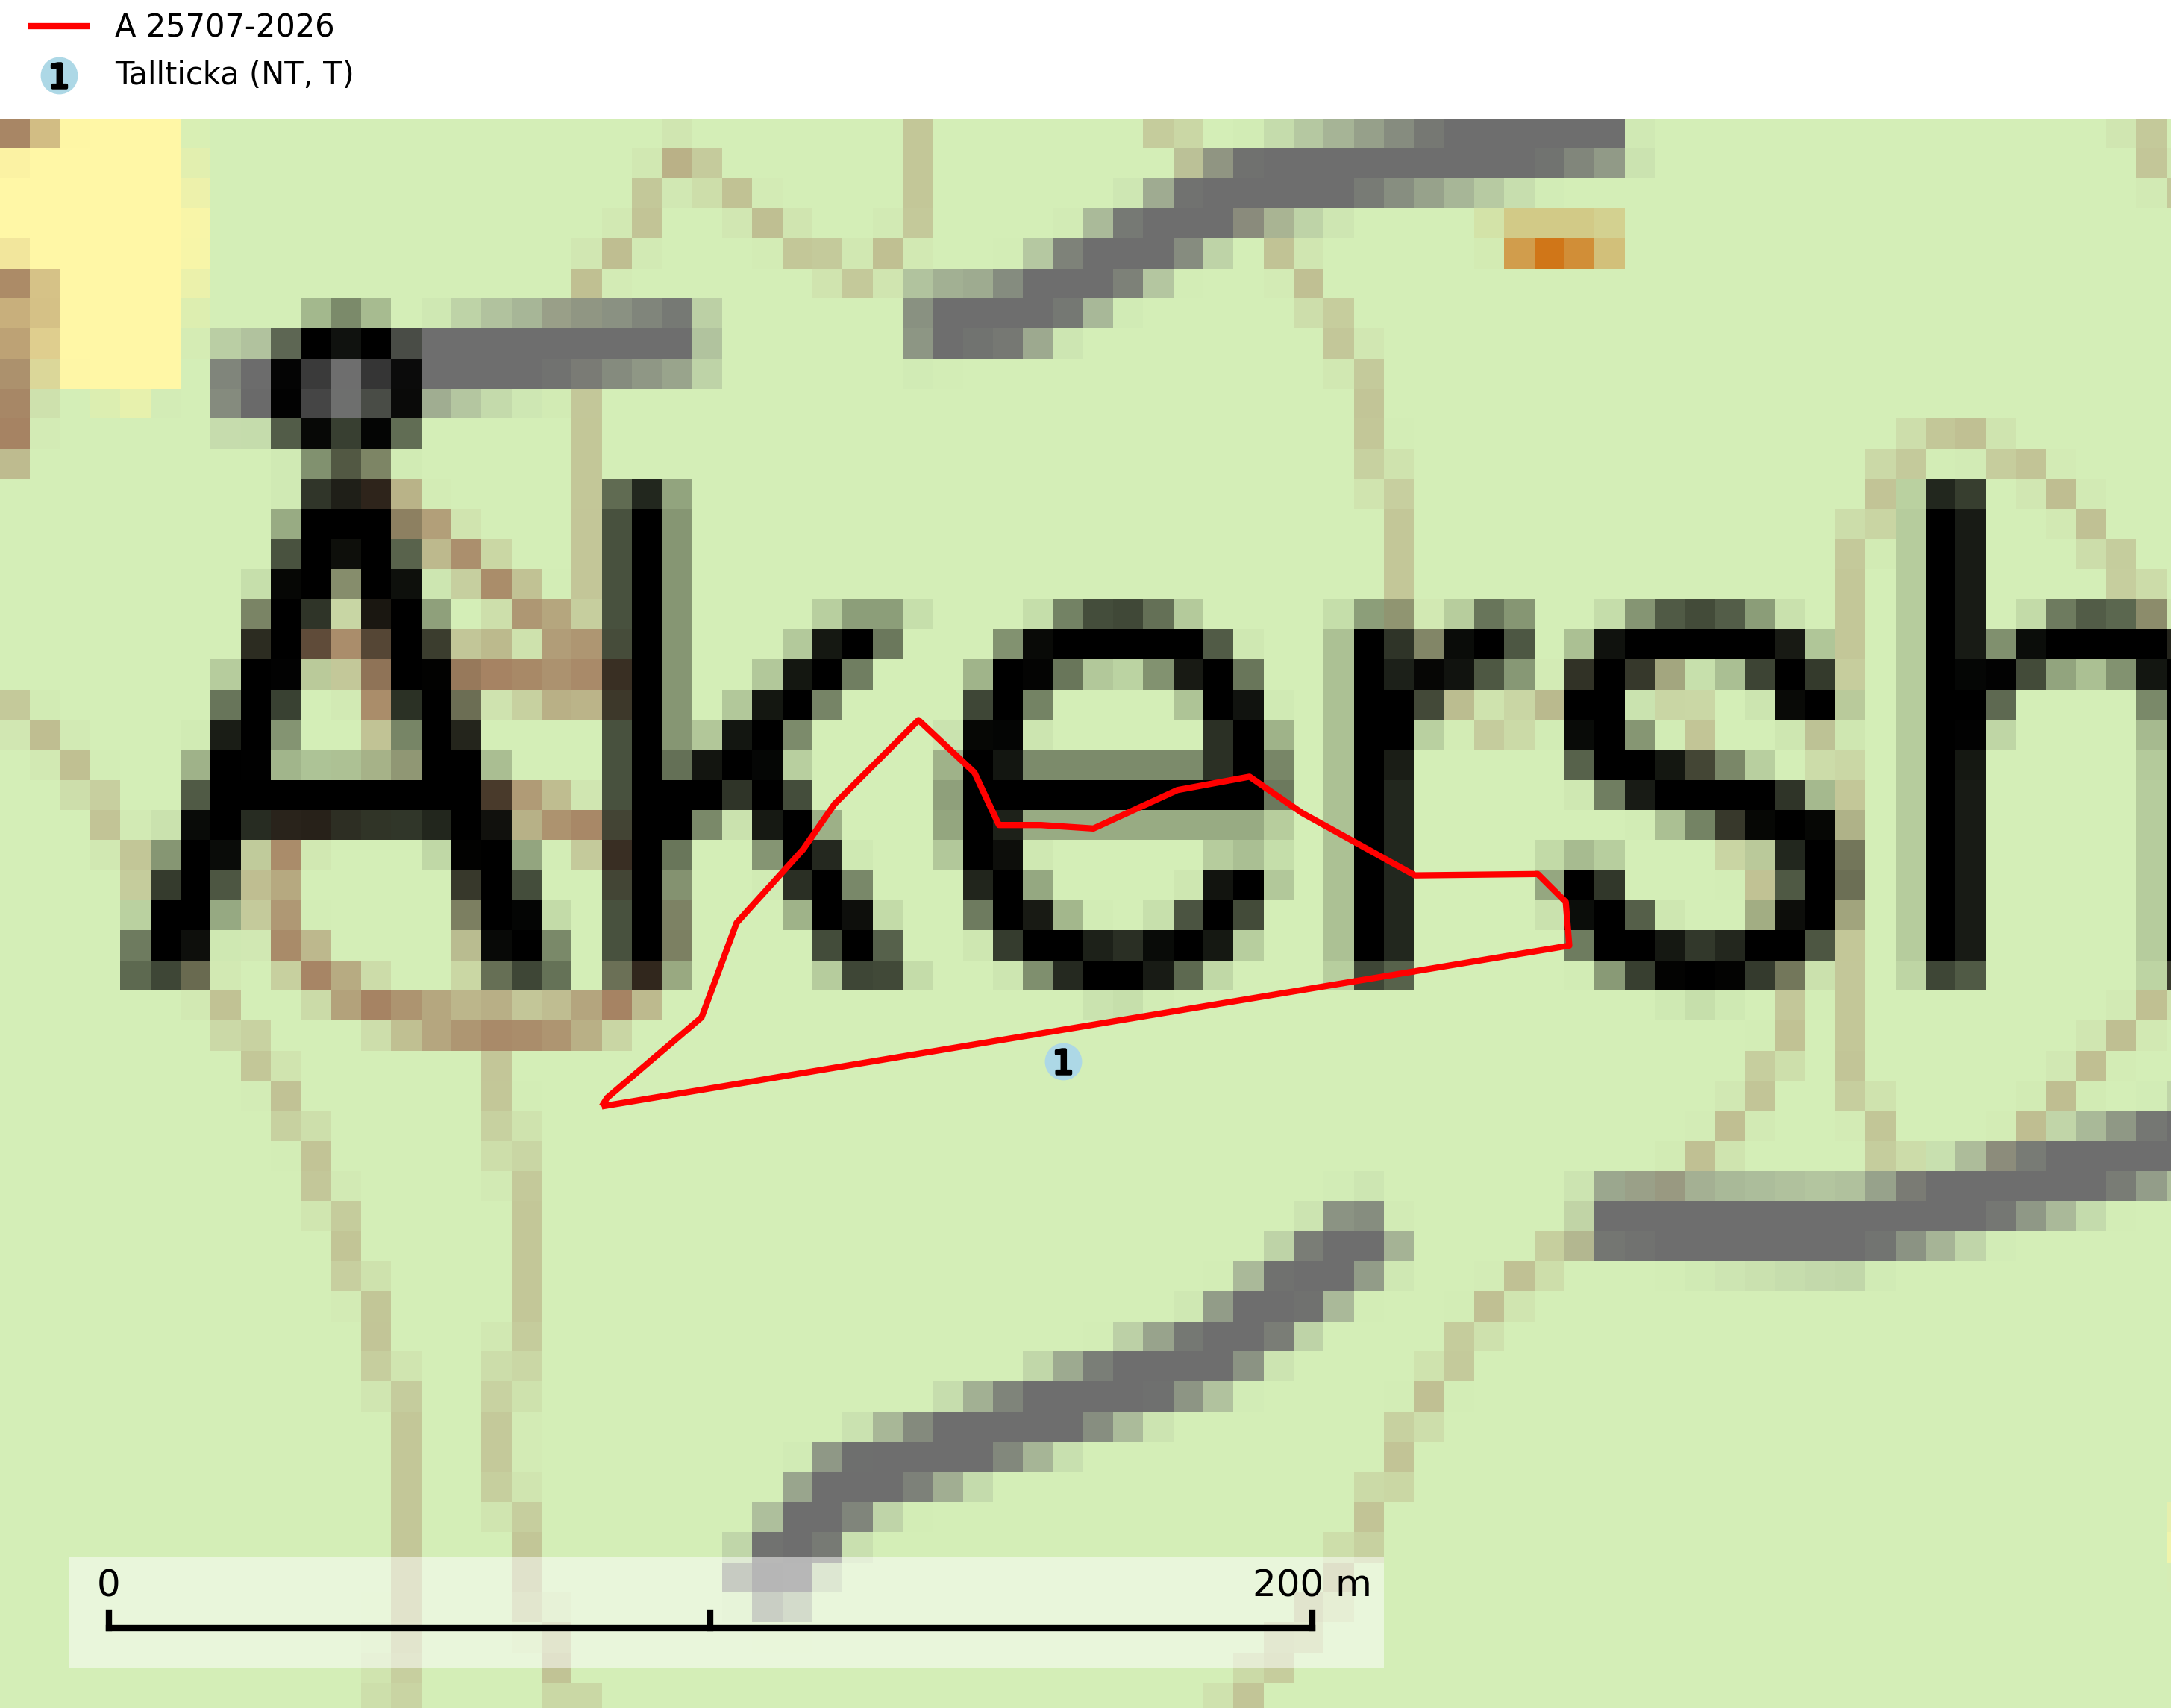 A 25707-2026
1 Tallticka (NT, T)
Åkersh
1
0 200 m